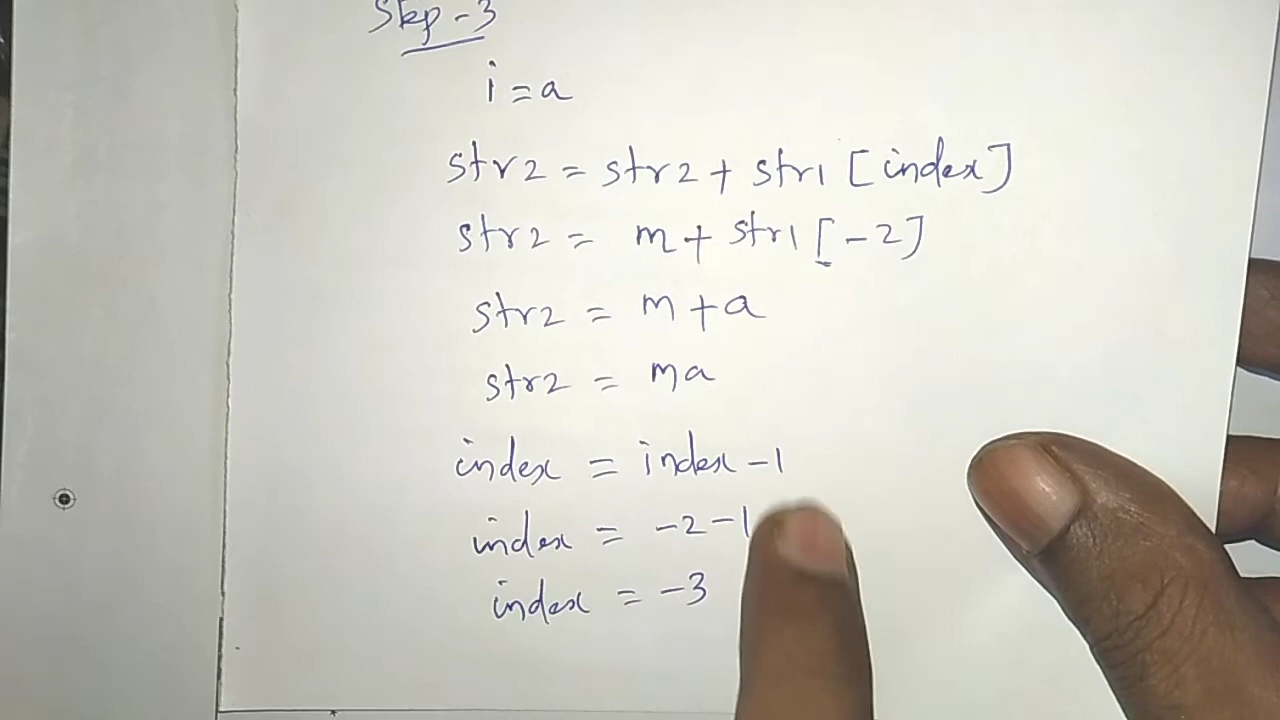 Step-3
i = a
str2 = str2 + str1 [index]
str2 = m + str1 [-2]
str2 = m + a
str2 = ma
index = index - 1
index = -2-1
index = -3